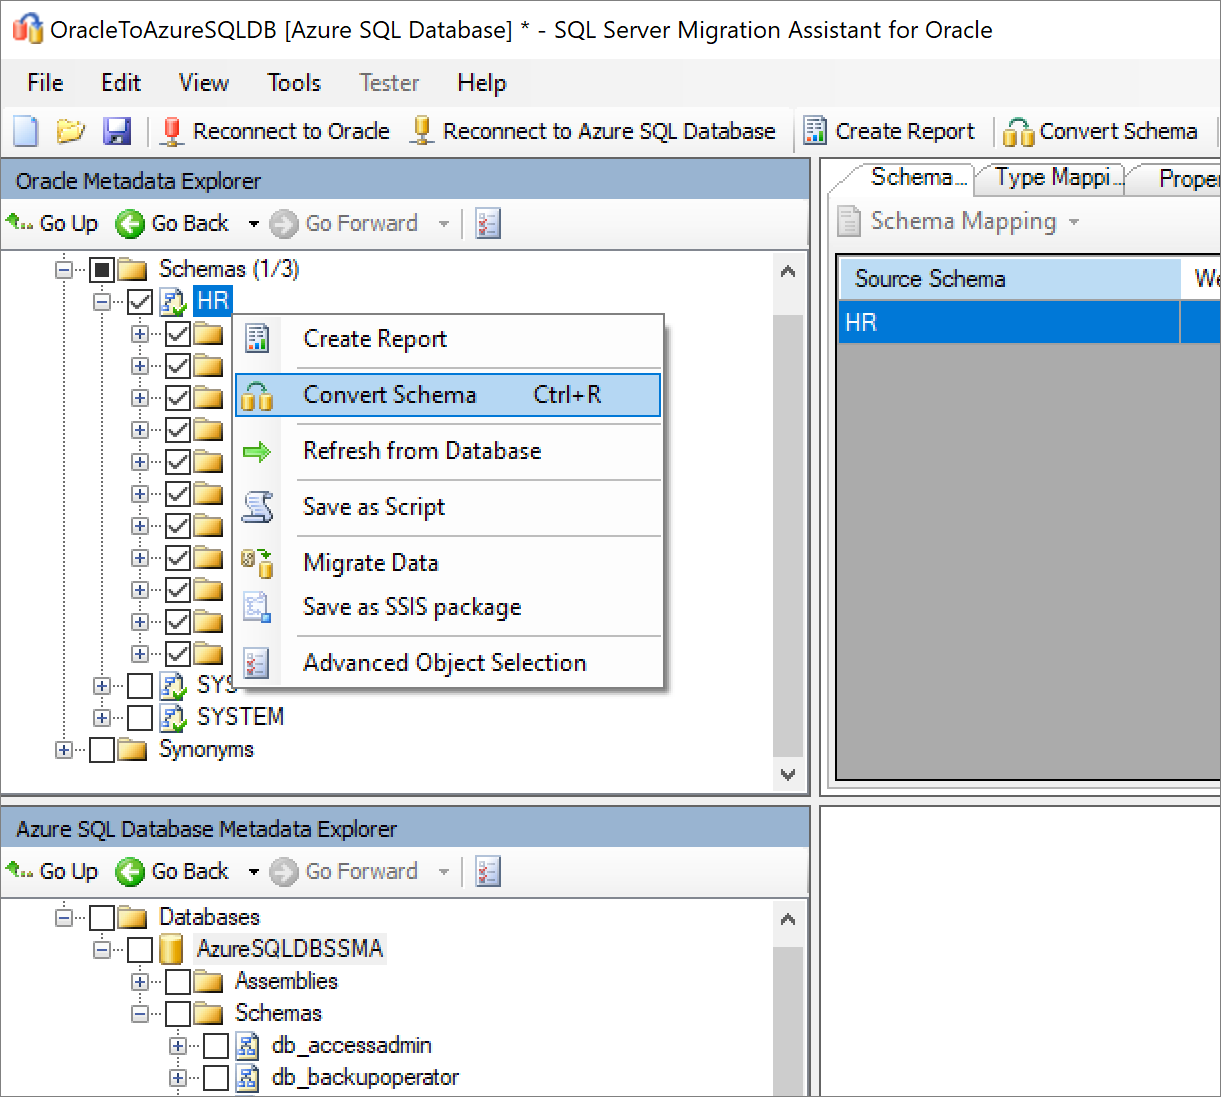 OracleToAzureSQLDB [Azure SQL Database] * - SQL Server Migration Assistant for Oracle
File Edit View Tools Tester Help
Reconnect to Oracle Reconnect to Azure SQL Database Create Report Convert Schema
Oracle Metadata Explorer
Go Up Go Back Go Forward
Schemas (1/3)
HR
Create Report
Convert Schema Ctrl+R
Refresh from Database
Save as Script
Migrate Data
Save as SSIS package
Advanced Object Selection
SYS
SYSTEM
Synonyms
Schema... Type Mappi... Proper
Schema Mapping
Source Schema We
HR
Azure SQL Database Metadata Explorer
Go Up Go Back Go Forward
Databases
AzureSQLDBSSMA
Assemblies
Schemas
db_accessadmin
db_backupoperator